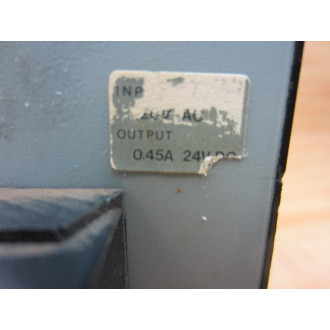 INP
AC
OUTPUT
0.45A 24V DC